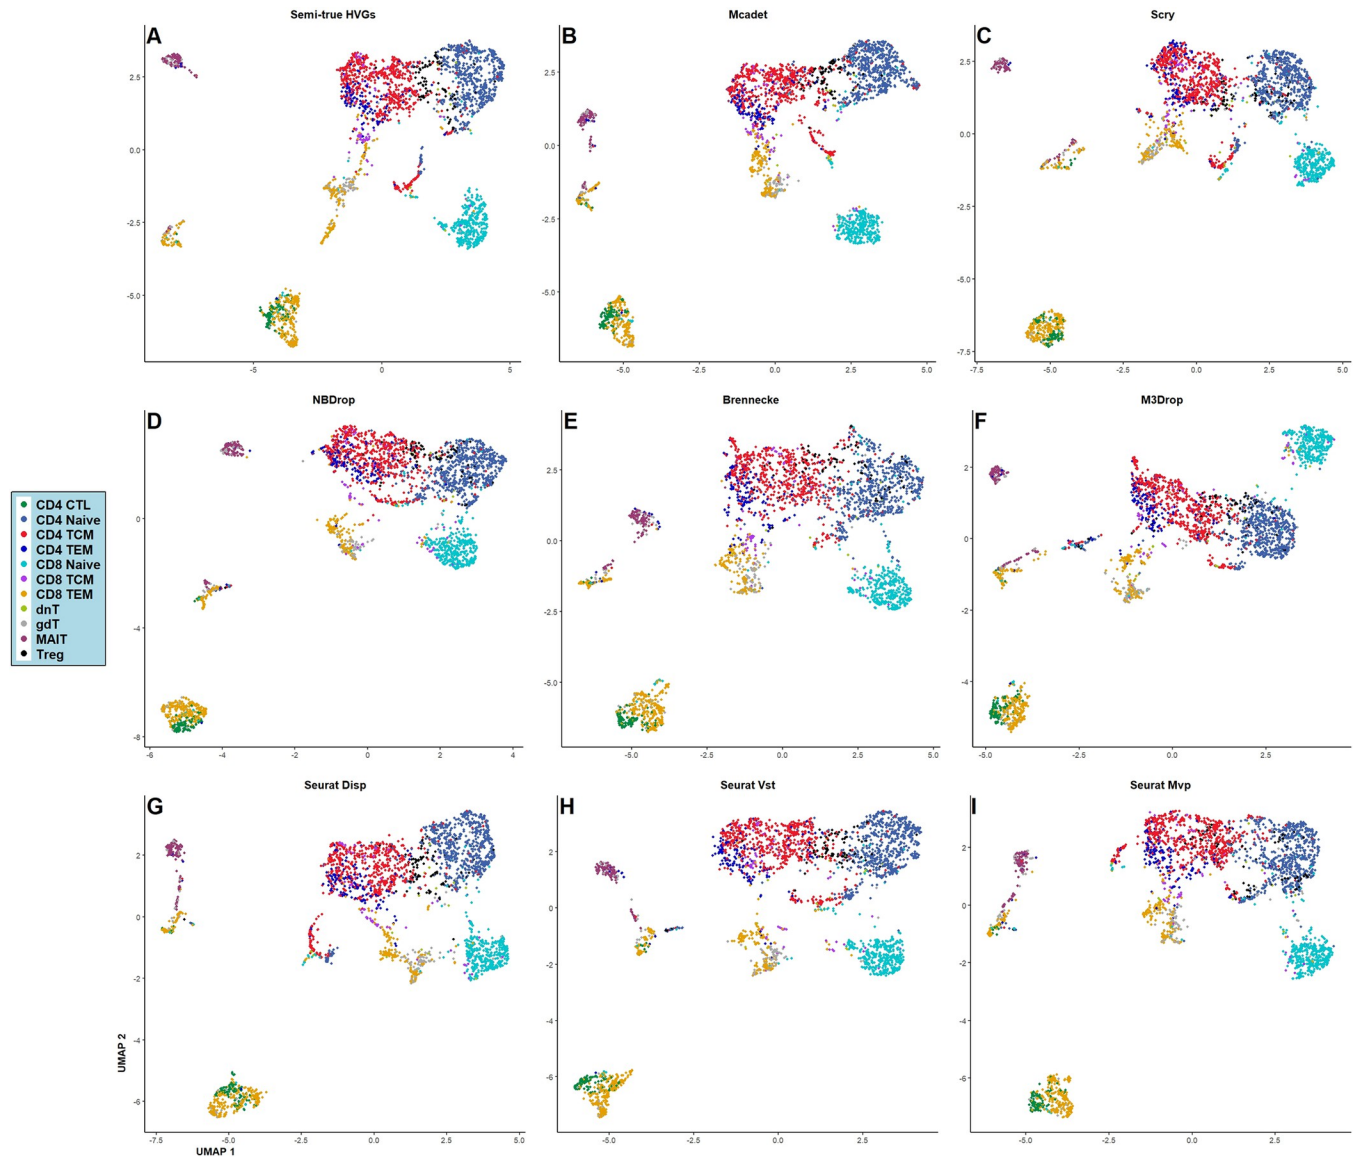 Semi-true HVGs
Mcadet
Scry
A
B
C
2.5
0.0
-2.5
-5.0
-5
0
5
2.5
0.0
-2.5
-5.0
-5.0
-2.5
0.0
2.5
5.0
2.5
0.0
-2.5
-5.0
-7.5
-7.5
-5.0
-2.5
0.0
2.5
5.0
NBDrop
Brennecke
M3Drop
D
E
F
0
-4
-8
-6
-4
-2
0
2
4
2.5
0.0
-2.5
-5.0
-5.0
-2.5
0.0
2.5
5.0
2
0
-2
-4
-5.0
-2.5
0.0
2.5
CD4 CTL
CD4 Naive
CD4 TCM
CD4 TEM
CD8 Naive
CD8 TCM
CD8 TEM
dnT
gdT
MAIT
Treg
Seurat Disp
Seurat Vst
Seurat Mvp
G
H
I
2
0
-2
-4
-6
-7.5
-5.0
-2.5
0.0
2.5
5.0
2
0
-2
-4
-6
-5.0
-2.5
0.0
2.5
5.0
2
0
-2
-4
-6
-5.0
-2.5
0.0
2.5
UMAP 2
UMAP 1